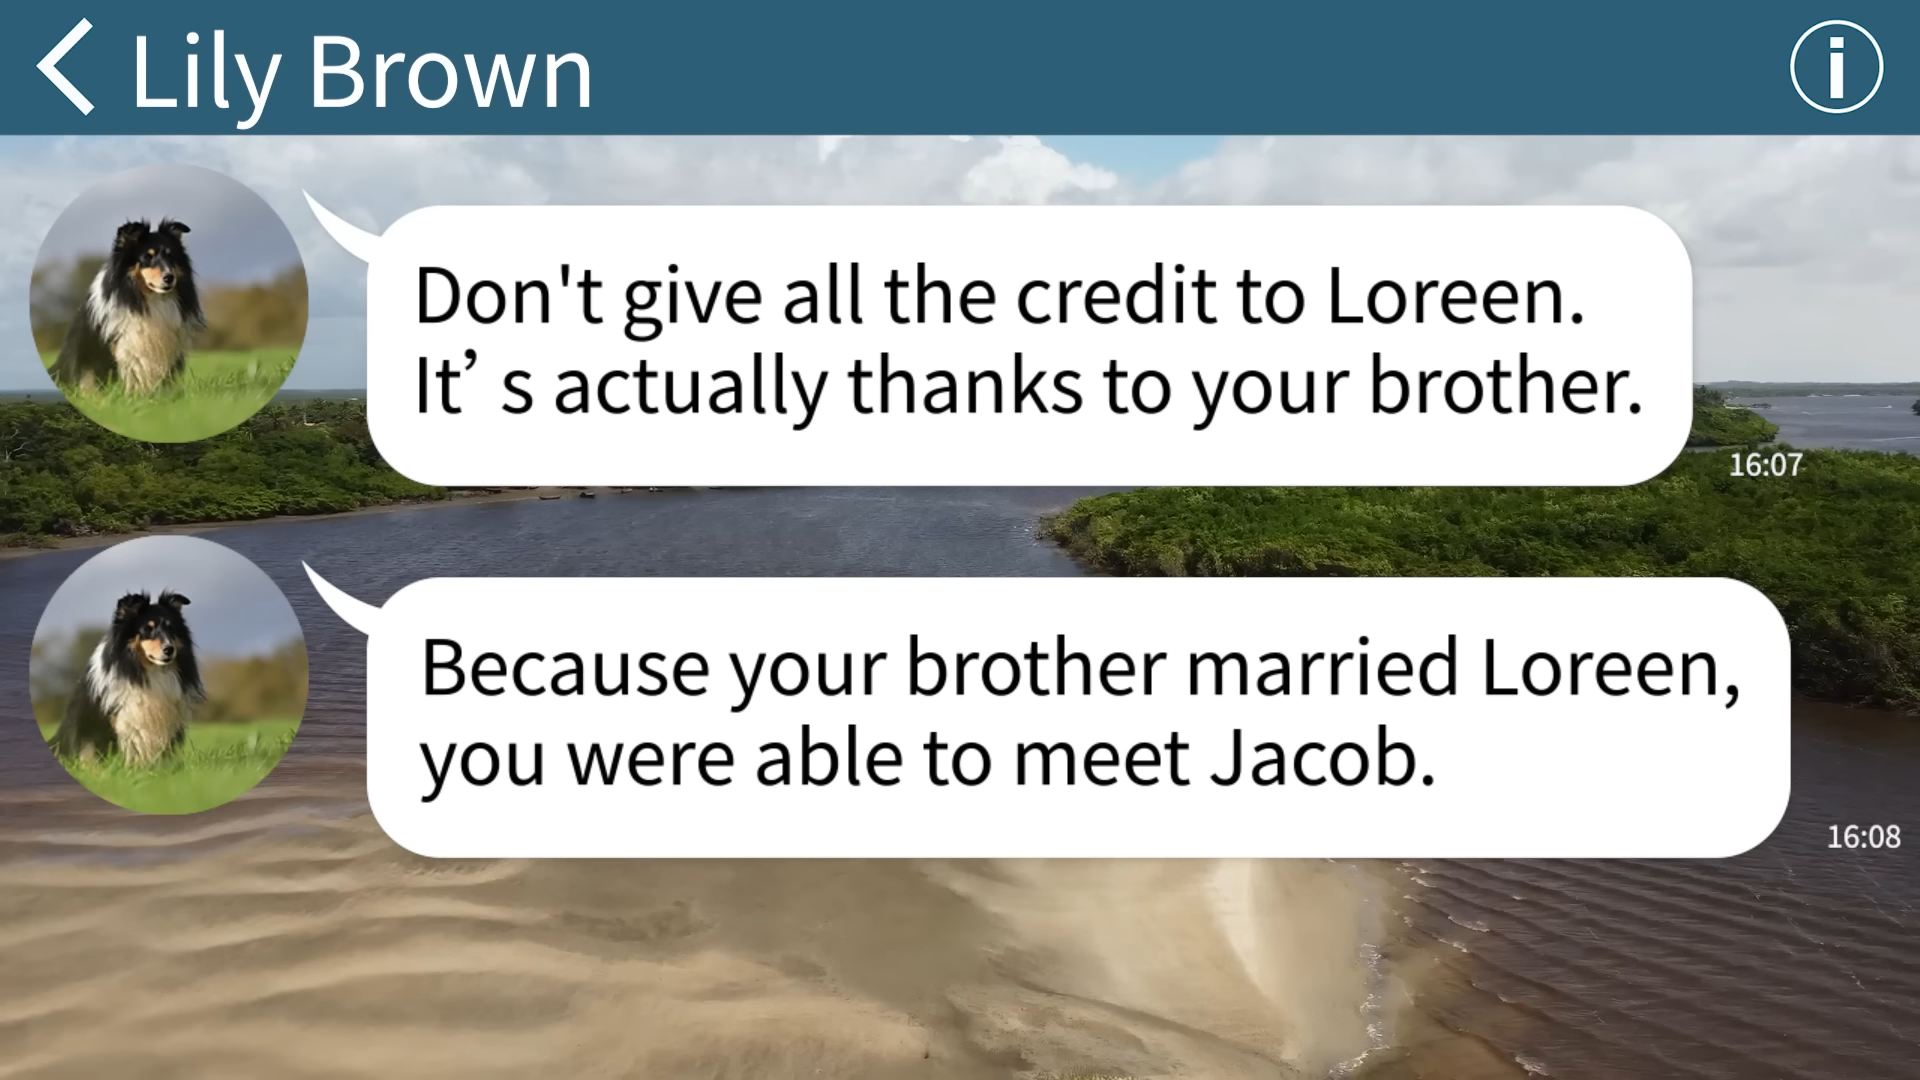 Lily Brown
Don't give all the credit to Loreen.
It’s actually thanks to your brother.
16:07
Because your brother married Loreen,
you were able to meet Jacob.
16:08